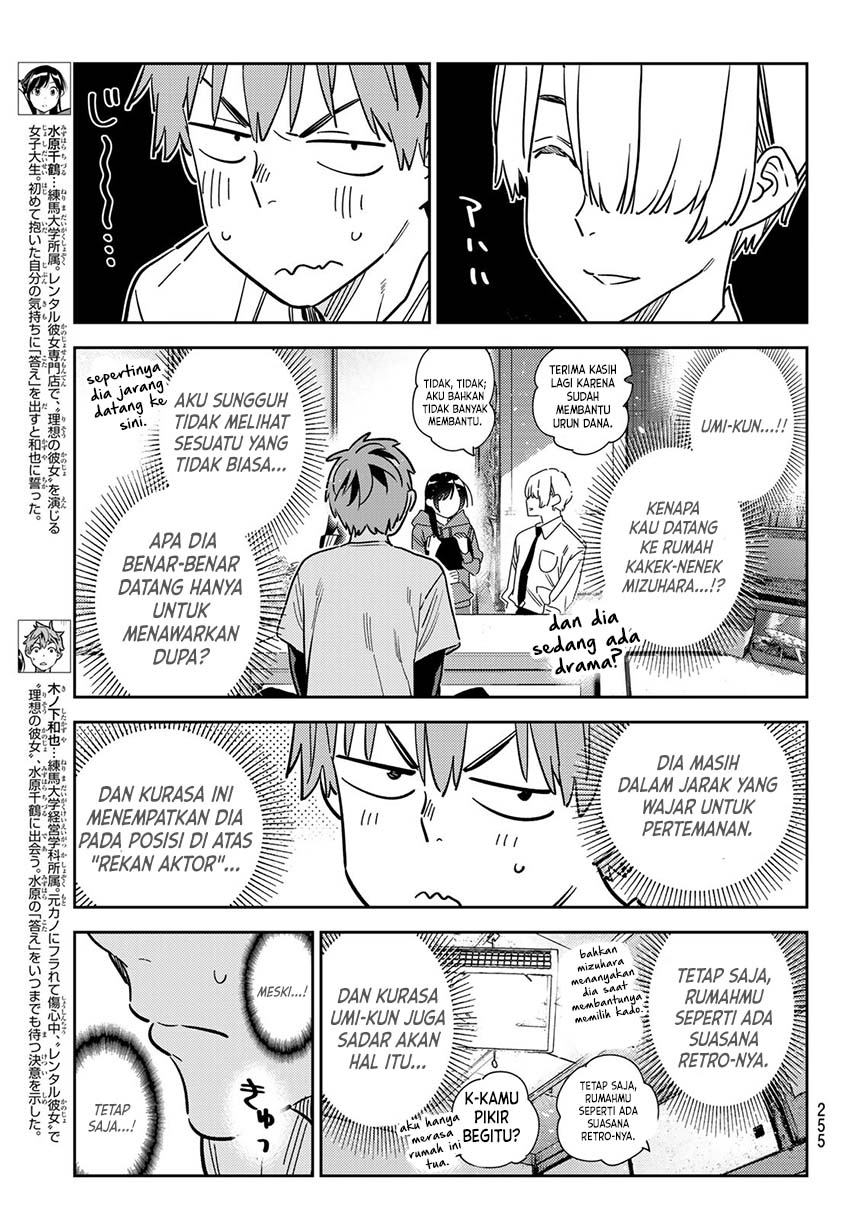 じ〜〜
アハハ
水原千鶴…練馬大学所属。レンタル彼女専門店で、"理想の彼女"を演じる
女子大生。初めて抱いた自分の気持ちに「答え」を出すと和也に誓った。
UMI-KUN...!!
KENAPA
KAU DATANG
KE RUMAH
KAKEK-NENEK
MIZUHARA...!?
dan dia
sedang ada
drama?
TERIMA KASIH
LAGI KARENA
SUDAH
MEMBANTU
URUN DANA.
TIDAK, TIDAK;
AKU BAHKAN
TIDAK BANYAK
MEMBANTU.
AKU SUNGGUH
TIDAK MELIHAT
SESUATU YANG
TIDAK BIASA...
sepertinya
dia jarang
datang ke
sini.
APA DIA
BENAR-BENAR
DATANG HANYA
UNTUK
MENAWARKAN
DUPA?
DIA MASIH
DALAM JARAK YANG
WAJAR UNTUK
PERTEMANAN.
DAN KURASA INI
MENEMPATKAN DIA
PADA POSISI DI ATAS
"REKAN AKTOR"...
木ノ下和也…練馬大学経営学科所属。元カノにフラれて傷心中、レンタル彼女で
"理想の彼女"、水原千鶴に出会う。水原の「答え」をいつまでも待つ決意を示した。
TETAP SAJA,
RUMAHMU
SEPERTI ADA
SUASANA
RETRO-NYA.
bahkan
mizuhara
menanyakan
dia saat
membantunya
memilih kado.
DAN KURASA
UMI-KUN JUGA
SADAR AKAN
HAL ITU...
TETAP SAJA,
RUMAHMU
SEPERTI ADA
SUASANA
RETRO-NYA.
K-KAMU
PIKIR
BEGITU?
aku hanya
merasa
rumah ini
tua.
MESKI...!
TETAP
SAJA...!
ぎゅっ
255